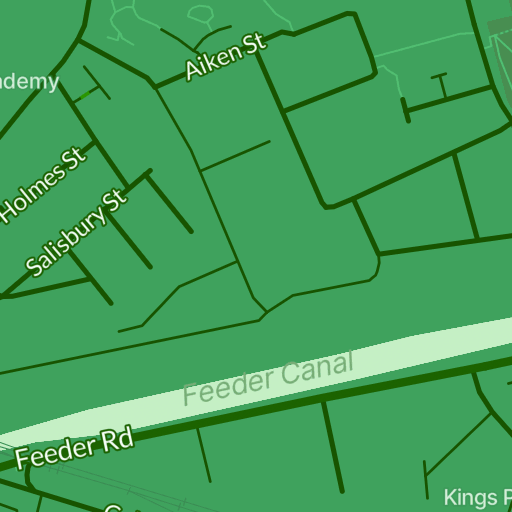 Aiken St
ademy
Holmes St
Salisbury St
Feeder Canal
Feeder Rd
Kings P